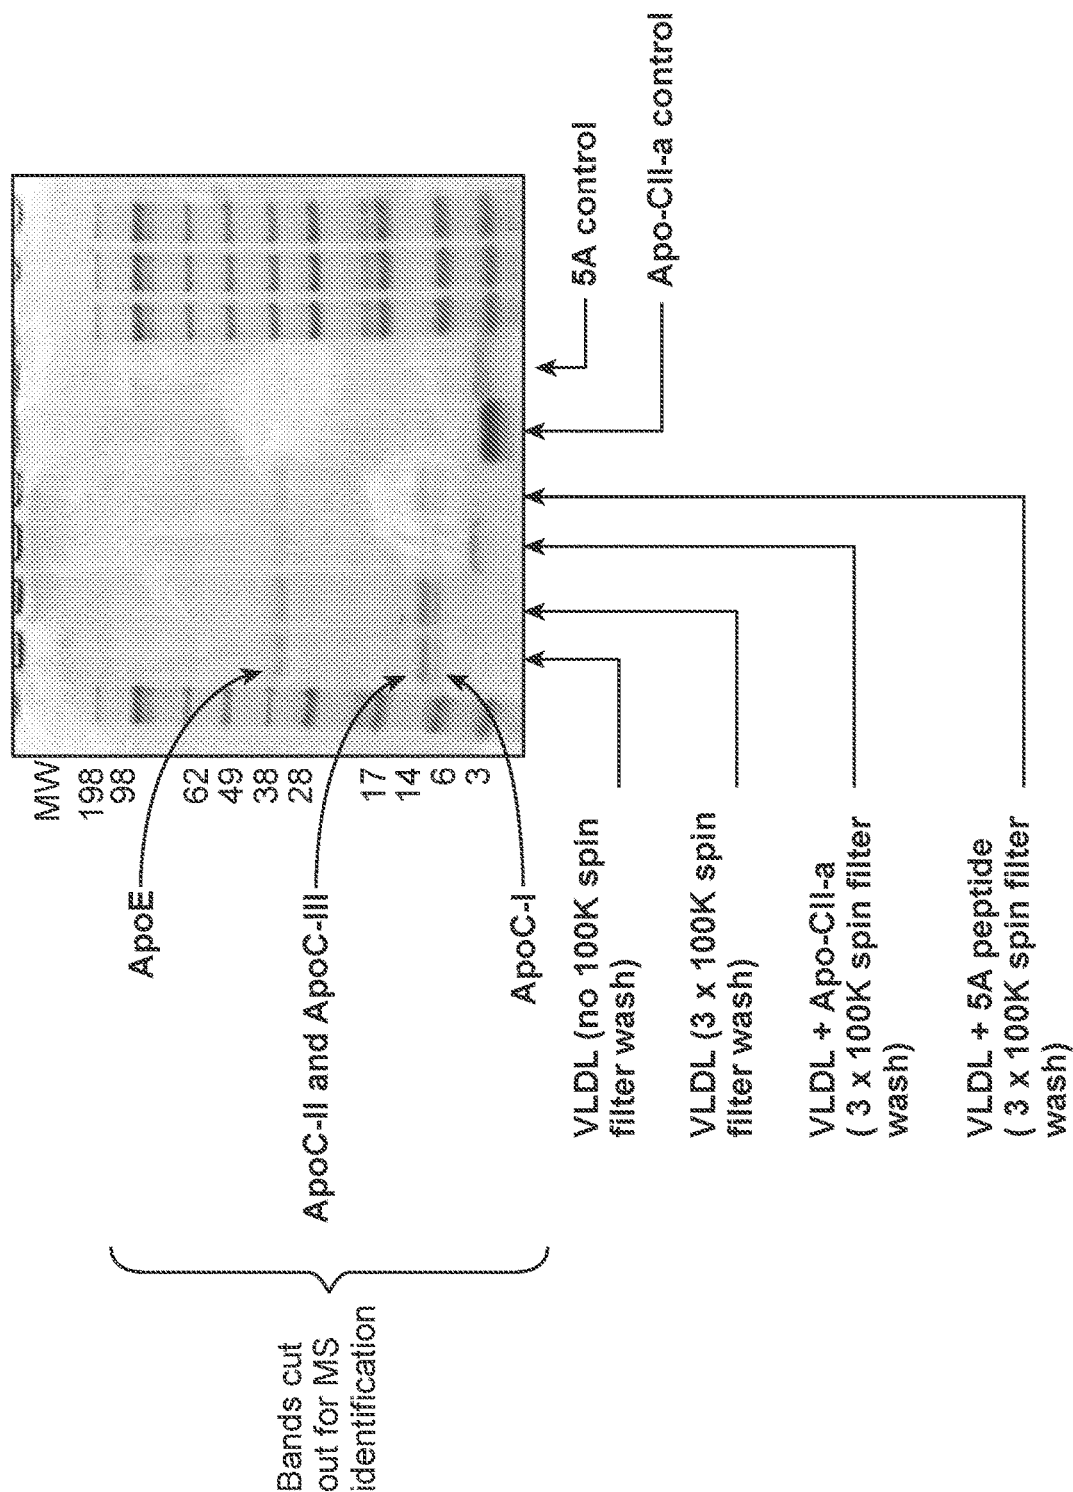 Bands cut
out for MS
identification
ApoE
ApoC-II and ApoC-III
ApoC-I
MW
198
98
62
49
38
28
17
14
6
3
VLDL (no 100K spin
filter wash)
VLDL (3 x 100K spin
filter wash)
VLDL + Apo-CII-a
( 3 x 100K spin filter
wash)
VLDL + 5A peptide
( 3 x 100K spin filter
wash)
5A control
Apo-CII-a control